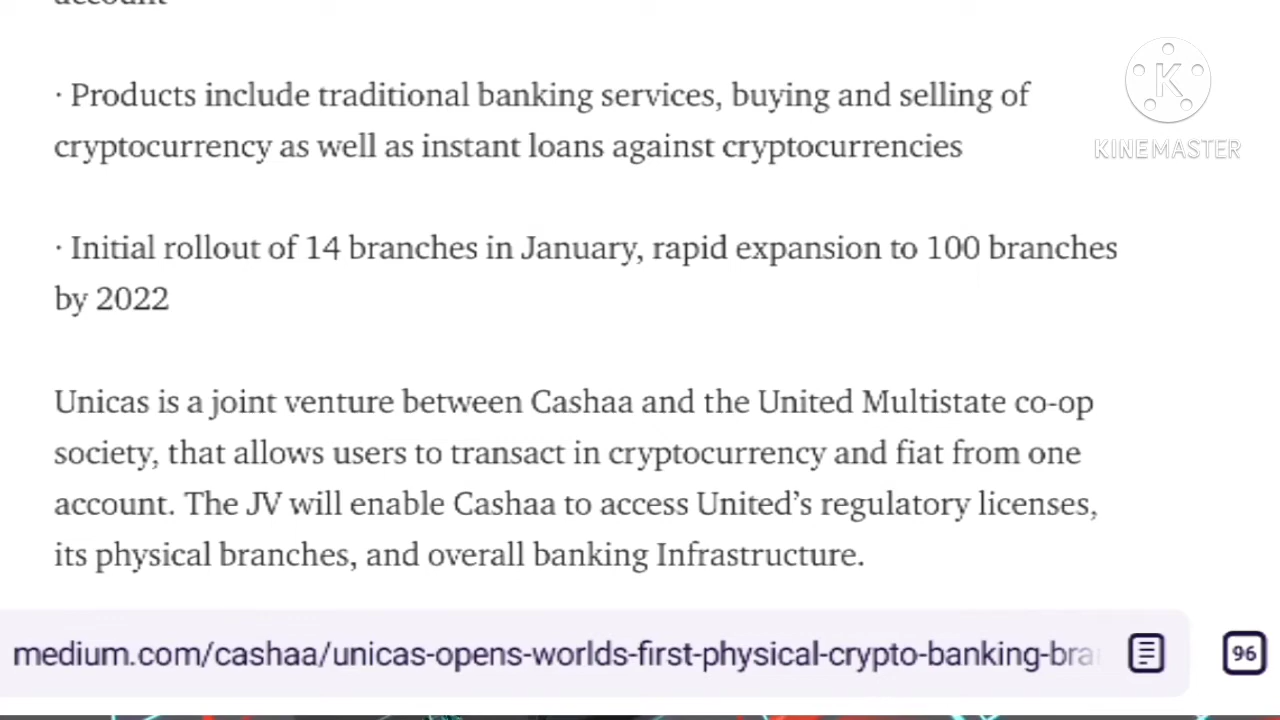 account
· Products include traditional banking services, buying and selling of
cryptocurrency as well as instant loans against cryptocurrencies
· Initial rollout of 14 branches in January, rapid expansion to 100 branches
by 2022
Unicas is a joint venture between Cashaa and the United Multistate co-op
society, that allows users to transact in cryptocurrency and fiat from one
account. The JV will enable Cashaa to access United’s regulatory licenses,
its physical branches, and overall banking Infrastructure.
K
KINEMASTER
medium.com/cashaa/unicas-opens-worlds-first-physical-crypto-banking-bra
96